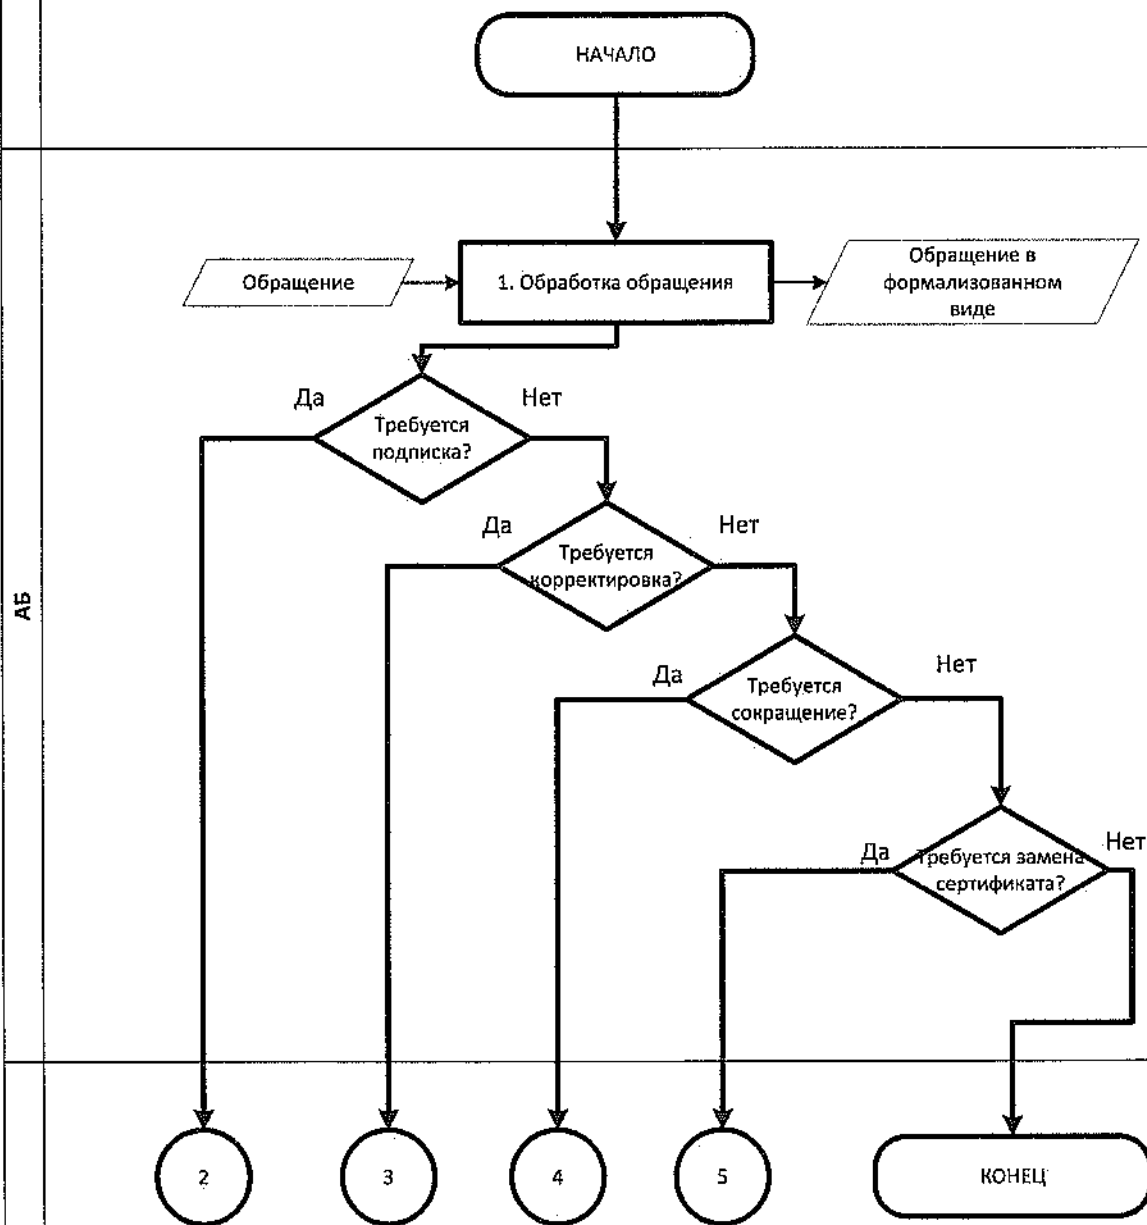 НАЧАЛО
Обращение
1. Обработка обращения
Обращение в
формализованном
виде
Да
Нет
Требуется
подписка?
Да
Нет
Требуется
корректировка?
Да
Нет
Требуется
сокращение?
АБ
Да
Нет
Требуется замена
сертификата?
2
3
4
5
КОНЕЦ